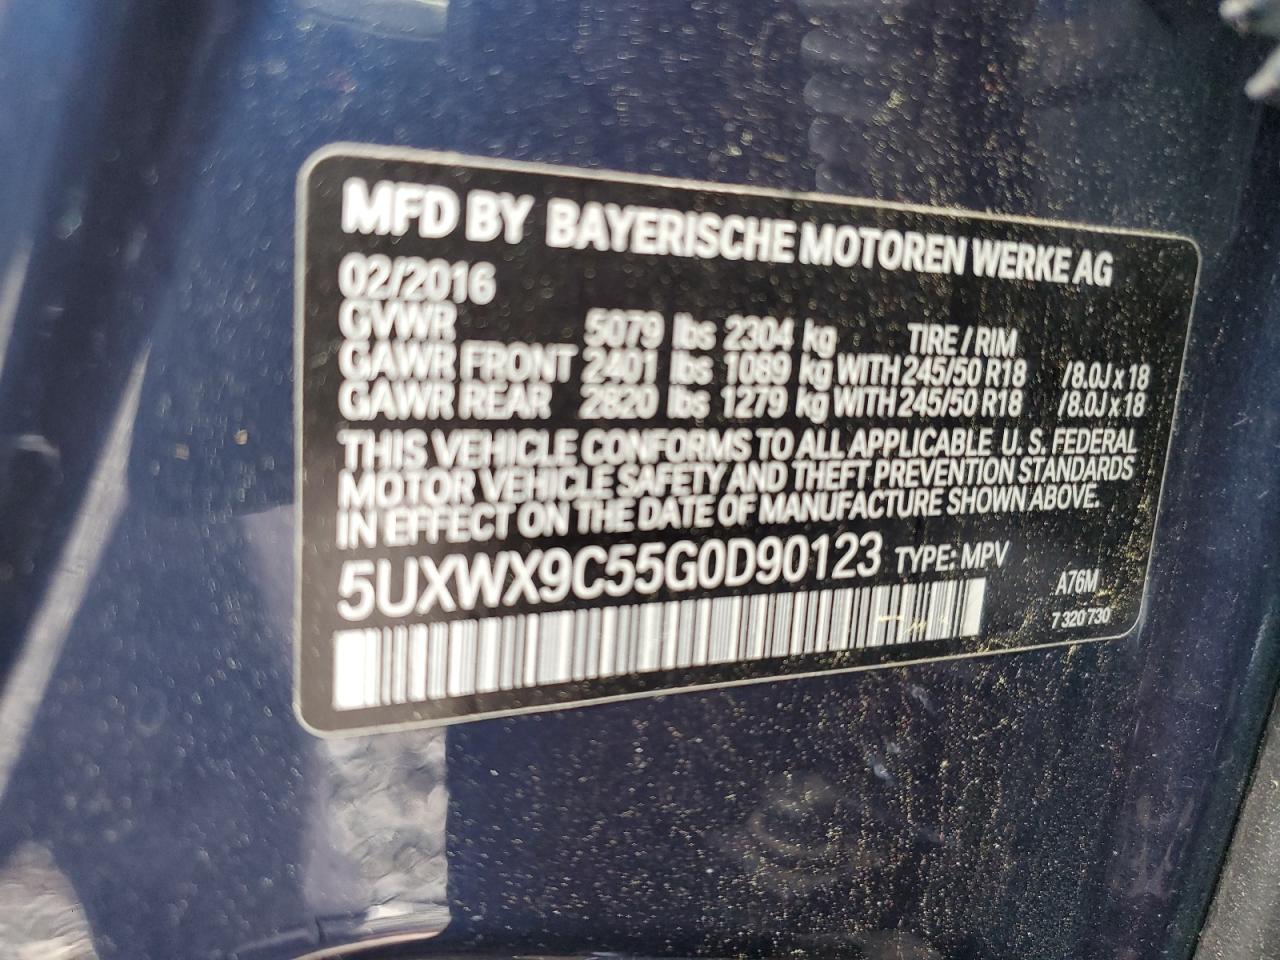 MFD BY BAYERISCHE MOTOREN WERKE AG
02/2016
GVWR 5079 lbs 2304 kg TIRE / RIM
GAWR FRONT 2401 lbs 1089 kg WITH 245/50 R18 /8.0J x 18
GAWR REAR 2820 lbs 1279 kg WITH 245/50 R18 /8.0J x 18
THIS VEHICLE CONFORMS TO ALL APPLICABLE U. S. FEDERAL
MOTOR VEHICLE SAFETY AND THEFT PREVENTION STANDARDS
IN EFFECT ON THE DATE OF MANUFACTURE SHOWN ABOVE.
5UXWX9C55G0D90123 TYPE: MPV
A76M
7 320 730